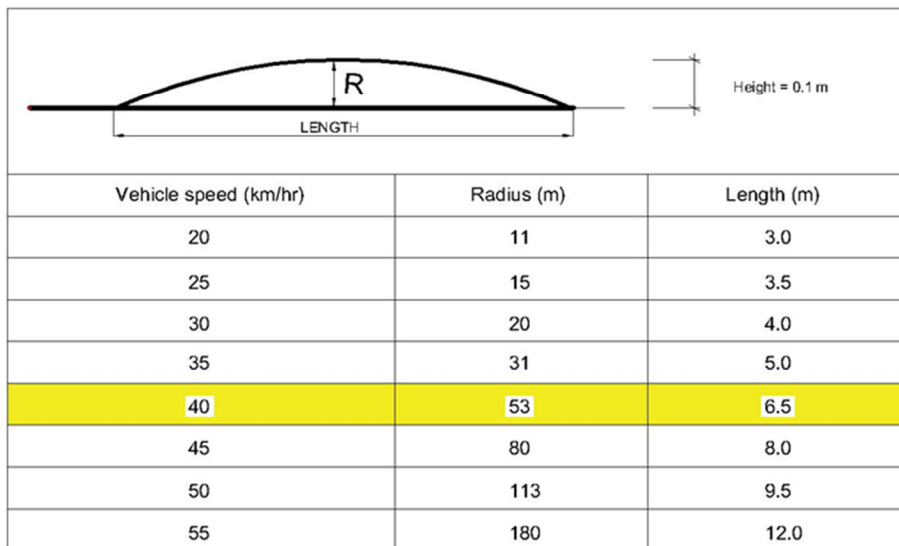 R
Height = 0.1 m
LENGTH
Vehicle speed (km/hr) Radius (m) Length (m)
20 11 3.0
25 15 3.5
30 20 4.0
35 31 5.0
40 53 6.5
45 80 8.0
50 113 9.5
55 180 12.0